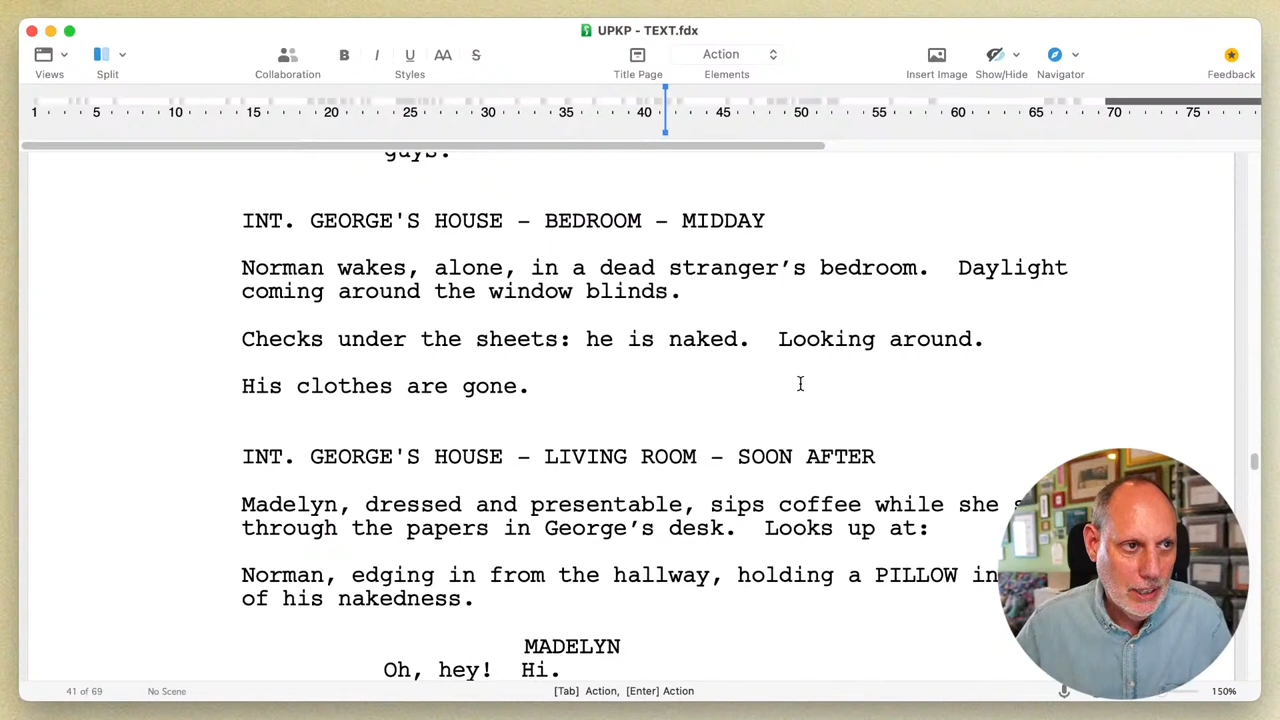 UPKP - TEXT.fdx
Views Split Collaboration B I U AA S Styles Title Page Action Elements Insert Image Show/Hide Navigator Feedback
1 5 10 15 20 25 30 35 40 45 50 55 60 65 70 75
guys.
INT. GEORGE'S HOUSE - BEDROOM - MIDDAY
Norman wakes, alone, in a dead stranger’s bedroom. Daylight
coming around the window blinds.
Checks under the sheets: he is naked. Looking around.
His clothes are gone.
INT. GEORGE'S HOUSE - LIVING ROOM - SOON AFTER
Madelyn, dressed and presentable, sips coffee while she
through the papers in George’s desk. Looks up at:
Norman, edging in from the hallway, holding a PILLOW in
of his nakedness.
MADELYN
Oh, hey! Hi.
41 of 69 No Scene [Tab] Action, [Enter] Action 150%